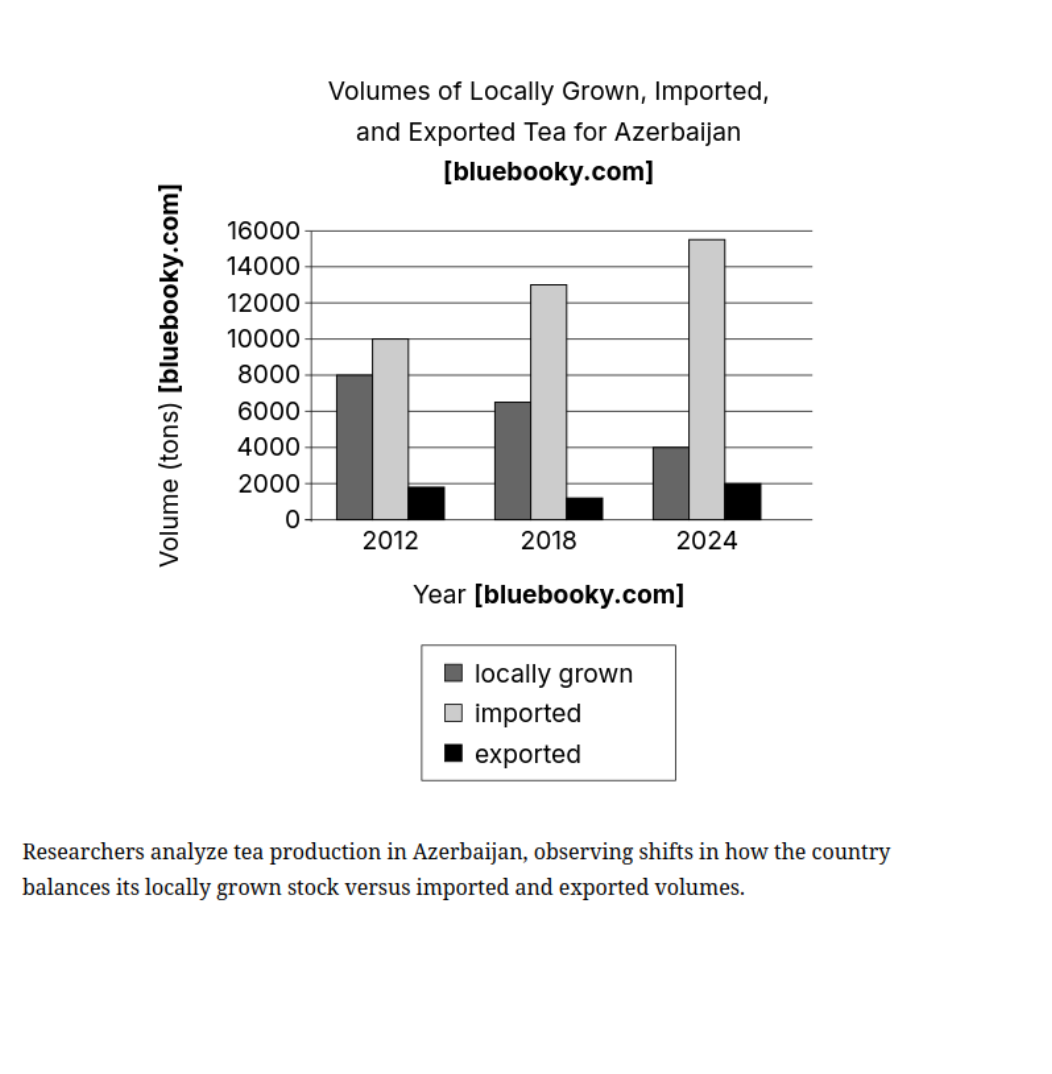 Volumes of Locally Grown, Imported,
and Exported Tea for Azerbaijan
[bluebooky.com]
Volume (tons) [bluebooky.com]
16000
14000
12000
10000
8000
6000
4000
2000
0
2012 2018 2024
Year [bluebooky.com]
locally grown
imported
exported
Researchers analyze tea production in Azerbaijan, observing shifts in how the country
balances its locally grown stock versus imported and exported volumes.